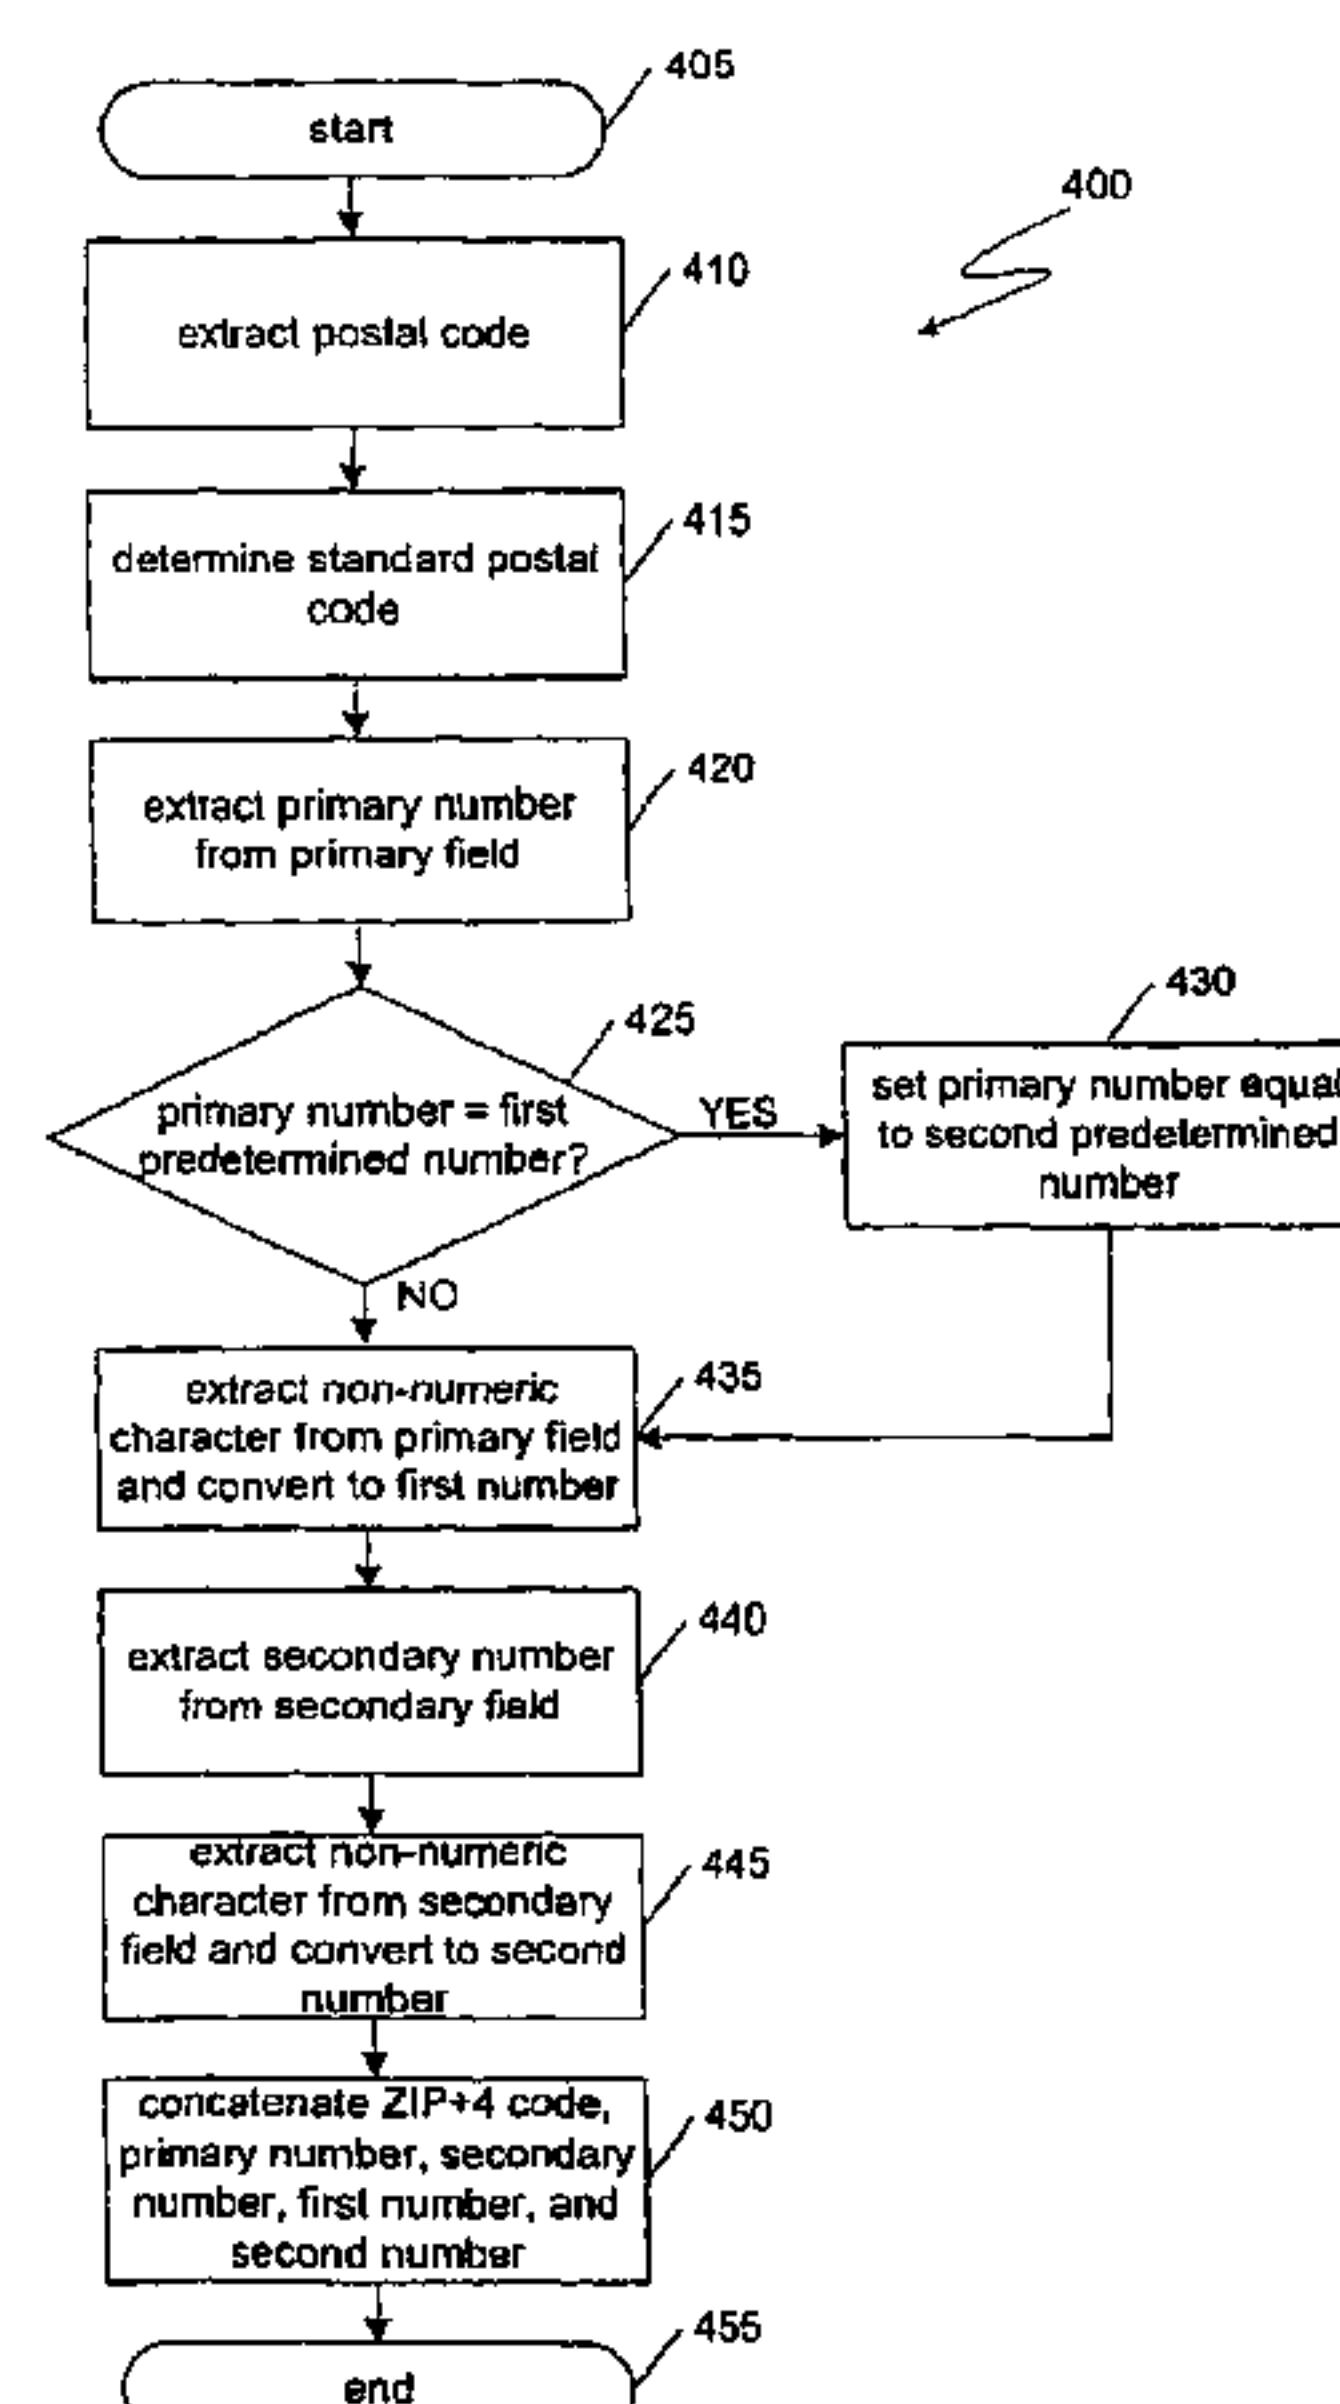 405
start
400
410
extract postal code
415
determine standard postal
code
420
extract primary number
from primary field
425
primary number = first
predetermined number?
YES
430
set primary number equal
to second predetermined
number
NO
435
extract non-numeric
character from primary field
and convert to first number
440
extract secondary number
from secondary field
445
extract non-numeric
character from secondary
field and convert to second
number
450
concatenate ZIP+4 code,
primary number, secondary
number, first number, and
second number
455
end